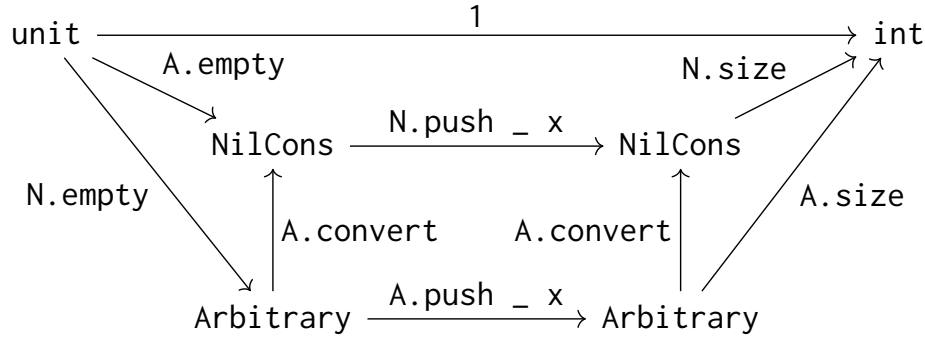 1
unit int
A.empty N.size
N.push _ x
NilCons NilCons
N.empty A.size
A.convert A.convert
A.push _ x
Arbitrary Arbitrary